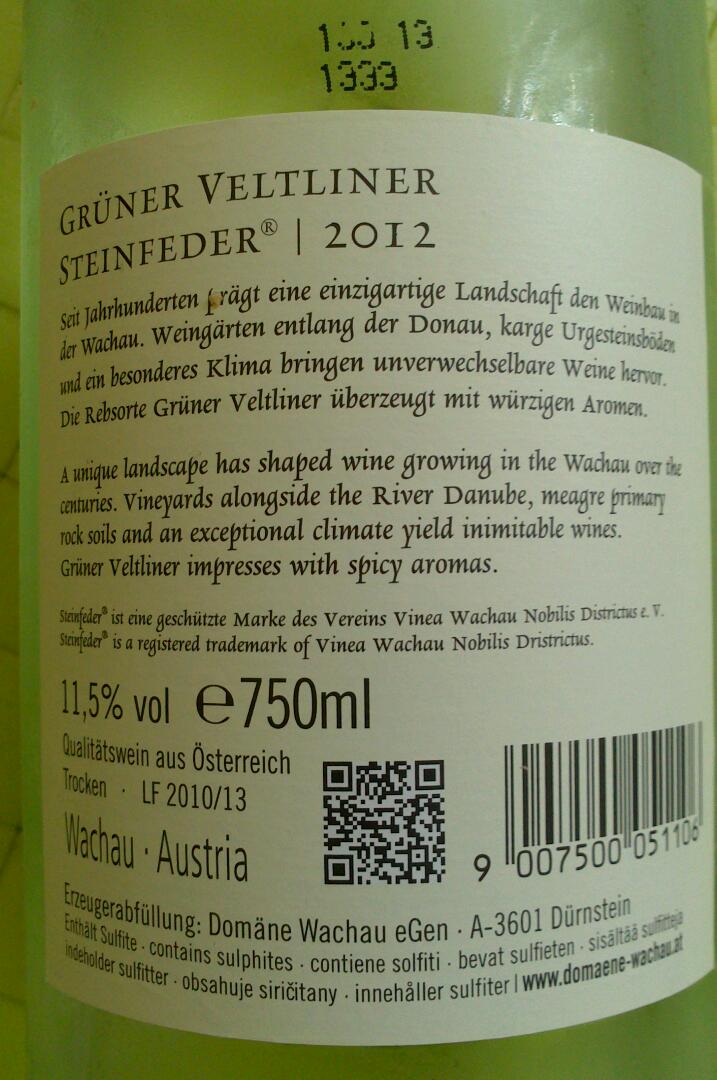 13
1333
GRÜNER VELTLINER
STEINFEDER® | 2012
Seit Jahrhunderten prägt eine einzigartige Landschaft den Weinbau in
der Wachau. Weingärten entlang der Donau, karge Urgesteinsböden
und ein besonderes Klima bringen unverwechselbare Weine hervor.
Die Rebsorte Grüner Veltliner überzeugt mit würzigen Aromen.
A unique landscape has shaped wine growing in the Wachau over the
centuries. Vineyards alongside the River Danube, meagre primary
rock soils and an exceptional climate yield inimitable wines.
Grüner Veltliner impresses with spicy aromas.
Steinfeder® ist eine geschützte Marke des Vereins Vinea Wachau Nobilis Districtus e. V.
Steinfeder® is a registered trademark of Vinea Wachau Nobilis Dristrictus.
11,5% vol ℮750ml
Qualitätswein aus Österreich
Trocken · LF 2010/13
Wachau · Austria
9 007500 051106
Erzeugerabfüllung: Domäne Wachau eGen · A-3601 Dürnstein
Enthält Sulfite · contains sulphites · contiene solfiti · bevat sulfieten · sisältää sulfiitteja
indeholder sulfitter · obsahuje siričitany · innehåller sulfiter | www.domaene-wachau.at